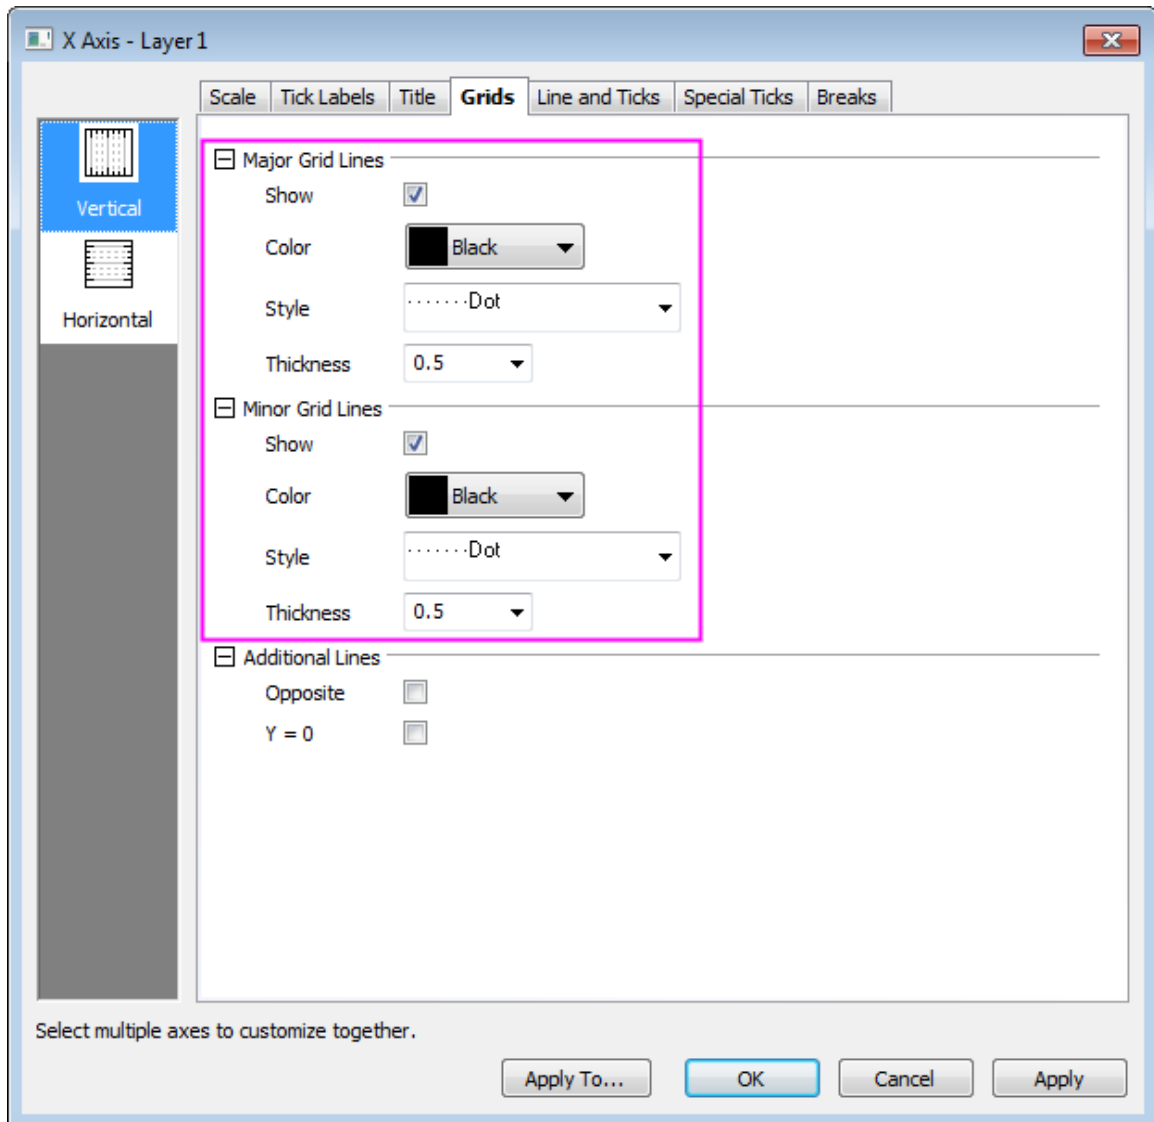 X Axis - Layer 1
Scale Tick Labels Title Grids Line and Ticks Special Ticks Breaks
Vertical
Horizontal
Major Grid Lines
Show
Color Black
Style Dot
Thickness 0.5
Minor Grid Lines
Show
Color Black
Style Dot
Thickness 0.5
Additional Lines
Opposite
Y = 0
Select multiple axes to customize together.
Apply To... OK Cancel Apply